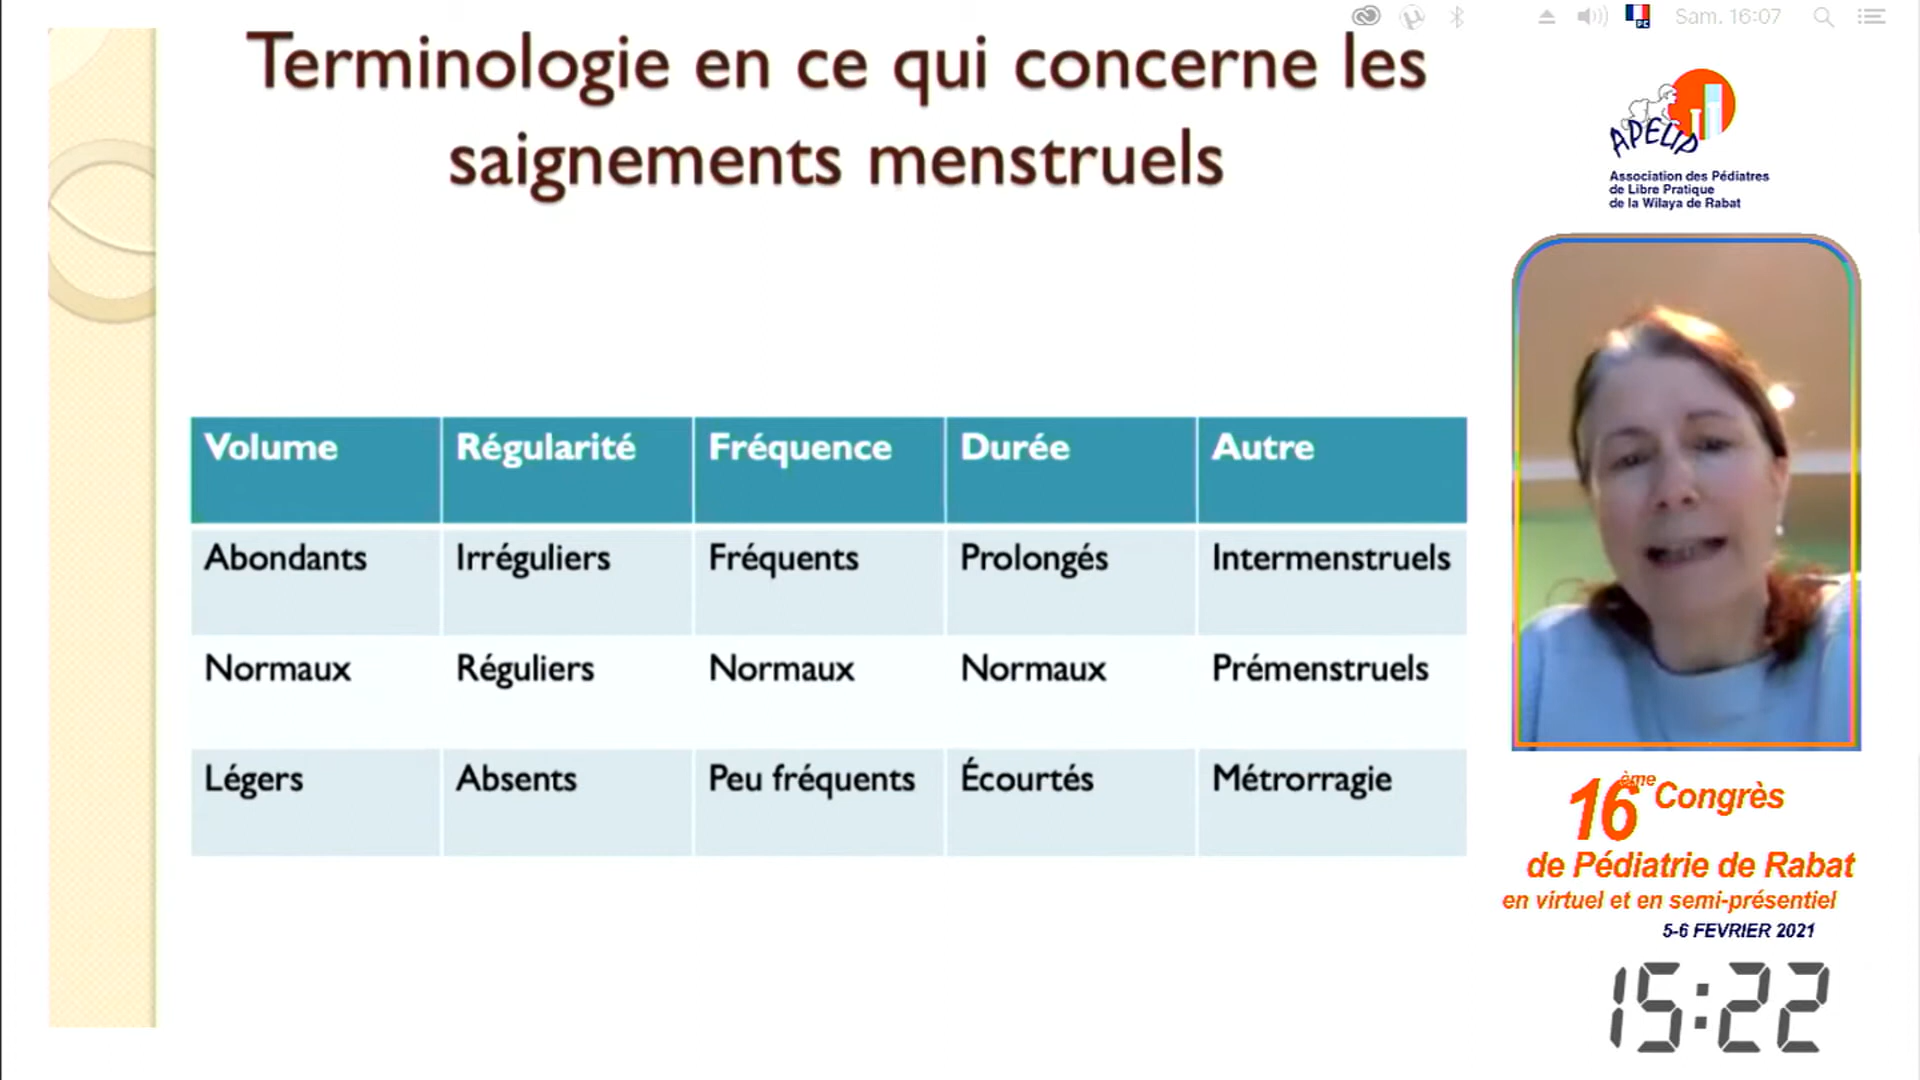 Sam. 16:07
Terminologie en ce qui concerne les
saignements menstruels
APELIP
Association des Pédiatres
de Libre Pratique
de la Wilaya de Rabat
Volume Régularité Fréquence Durée Autre
Abondants Irréguliers Fréquents Prolongés Intermenstruels
Normaux Réguliers Normaux Normaux Prémenstruels
Légers Absents Peu fréquents Écourtés Métrorragie
16ème Congrès
de Pédiatrie de Rabat
en virtuel et en semi-présentiel
5-6 FEVRIER 2021
15:22